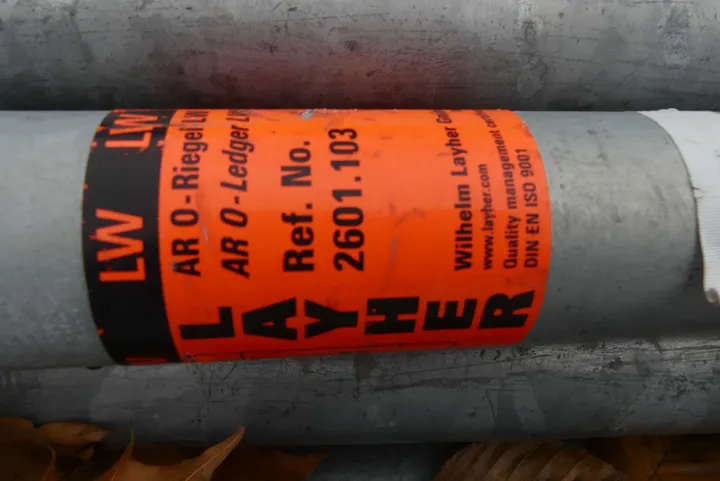 LW LW
AR O-Riegel LW
AR O-Ledger LW
Ref. No.
2601.103
Wilhelm Layher
www.layher.com
Quality management
DIN EN ISO 9001
LAYHER